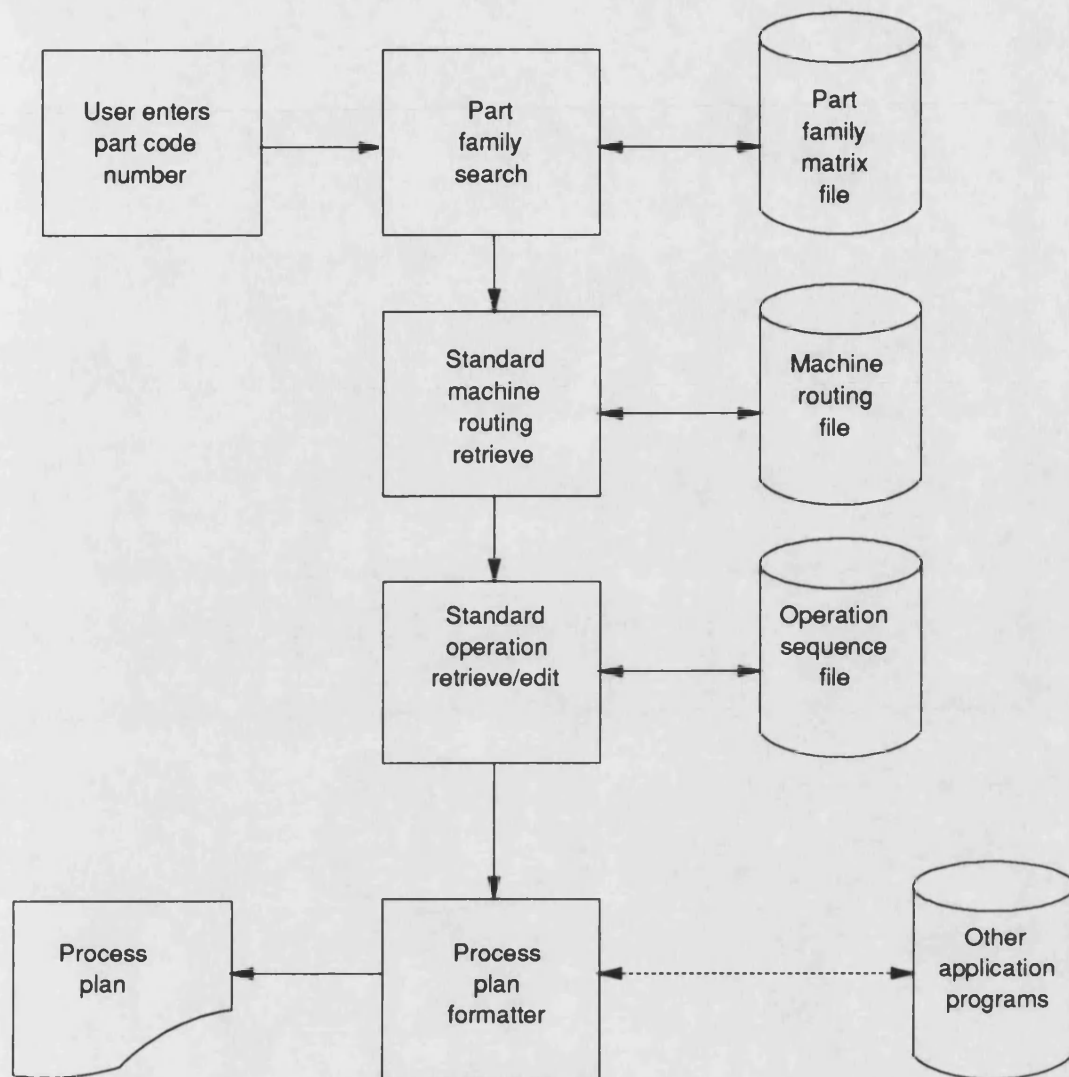 User enters
part code
number
Part
family
search
Part
family
matrix
file
Standard
machine
routing
retrieve
Machine
routing
file
Standard
operation
retrieve/edit
Operation
sequence
file
Process
plan
Process
plan
formatter
Other
application
programs